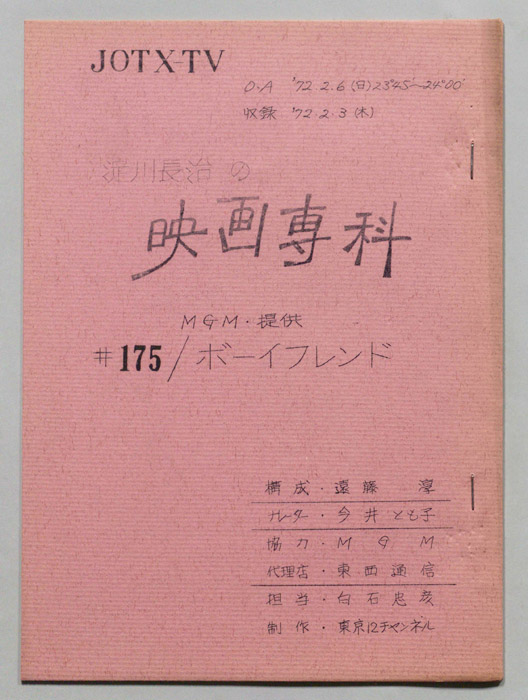 JOTX-TV
O.A '72.2.6(日)23°45'〜24°00'
収録 '72.2.3(木)
淀川長治の
映画専科
MGM・提供
#175/ボーイフレンド
構成・遠藤 淳
ナレーター・今井とも子
協力・MGM
代理店・東西通信
担当・白石忠彦
制作・東京12チャンネル